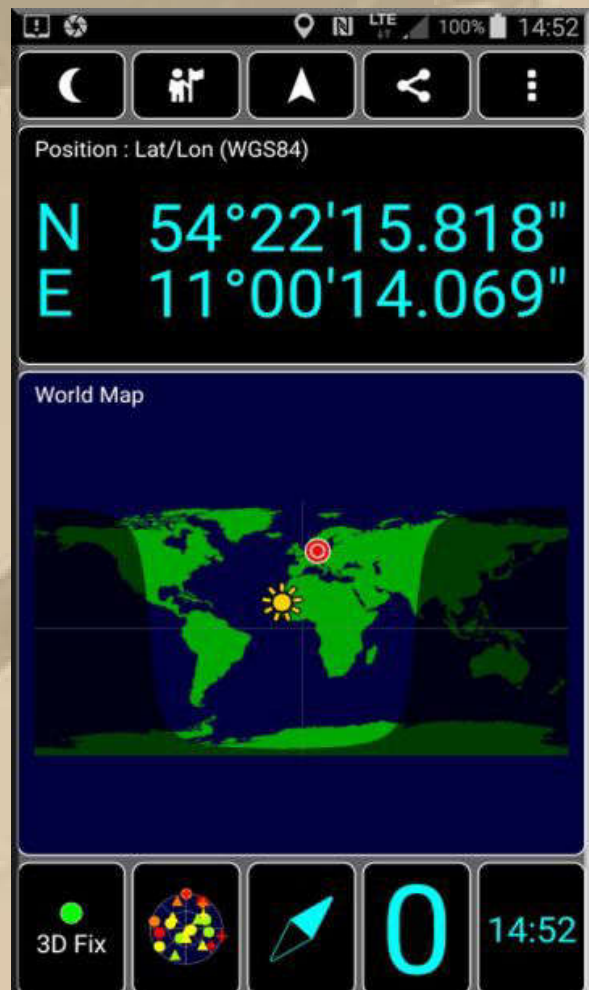 LTE 100% 14:52
Position : Lat/Lon (WGS84)
N 54°22'15.818"
E 11°00'14.069"
World Map
3D Fix
0
14:52